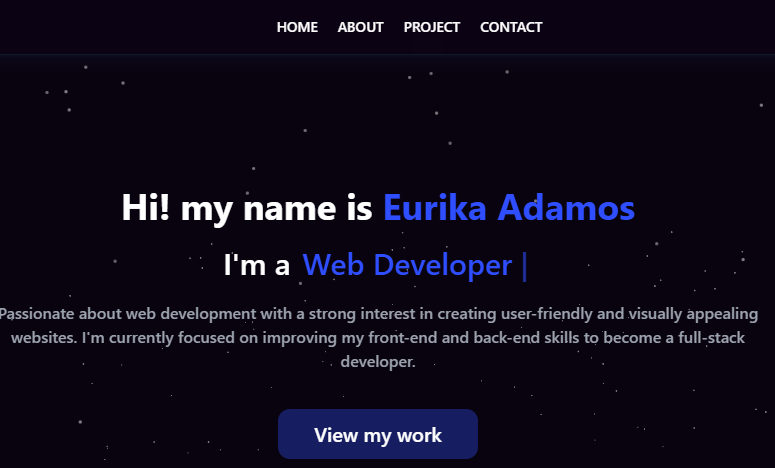 HOME ABOUT PROJECT CONTACT
Hi! my name is Eurika Adamos
I'm a Web Developer |
Passionate about web development with a strong interest in creating user-friendly and visually appealing
websites. I'm currently focused on improving my front-end and back-end skills to become a full-stack
developer.
View my work